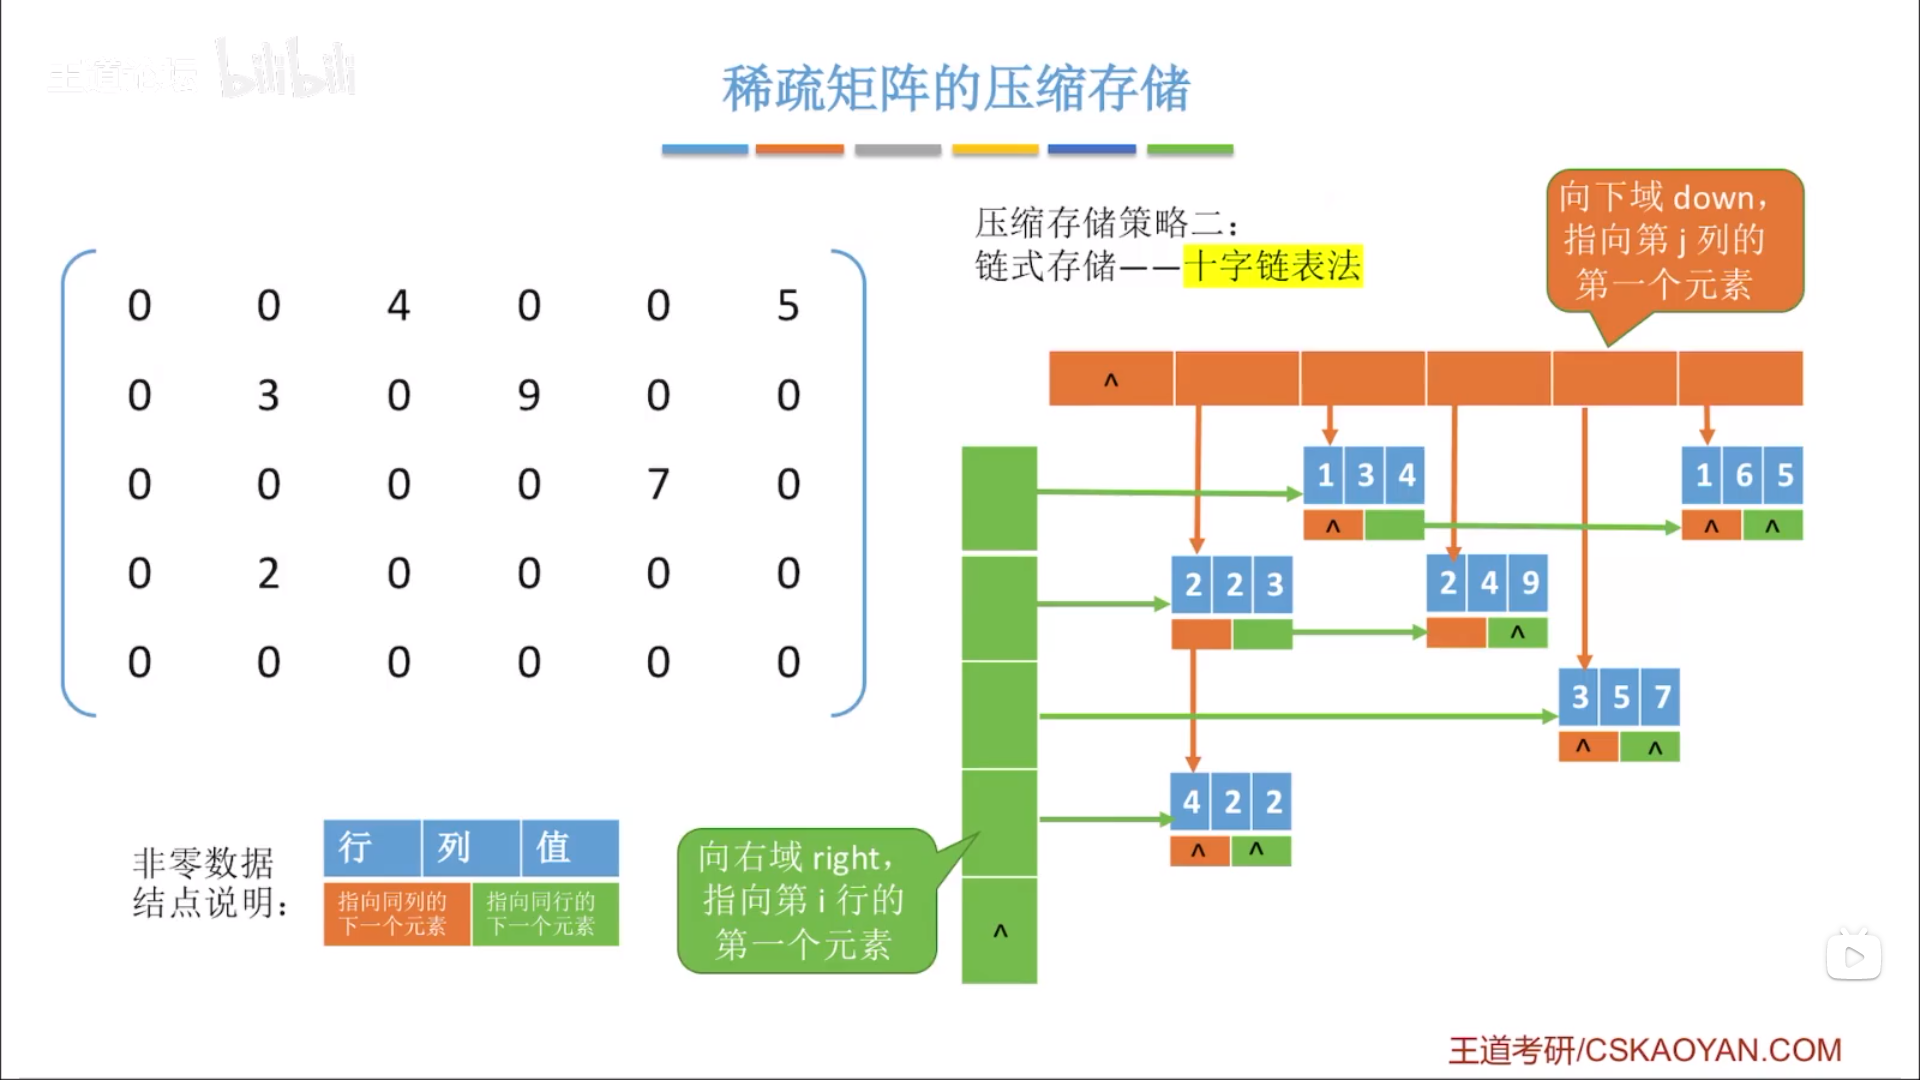 王道论坛 bilibili
稀疏矩阵的压缩存储
压缩存储策略二：
链式存储——十字链表法
向下域 down，
指向第 j 列的
第一个元素
0 0 4 0 0 5
0 3 0 9 0 0
0 0 0 0 7 0
0 2 0 0 0 0
0 0 0 0 0 0
^
1 3 4
^
1 6 5
^ ^
2 2 3
2 4 9
^
3 5 7
^ ^
4 2 2
^ ^
^
非零数据
结点说明：
行 列 值
指向同列的
下一个元素
指向同行的
下一个元素
向右域 right，
指向第 i 行的
第一个元素
王道考研/CSKAOYAN.COM